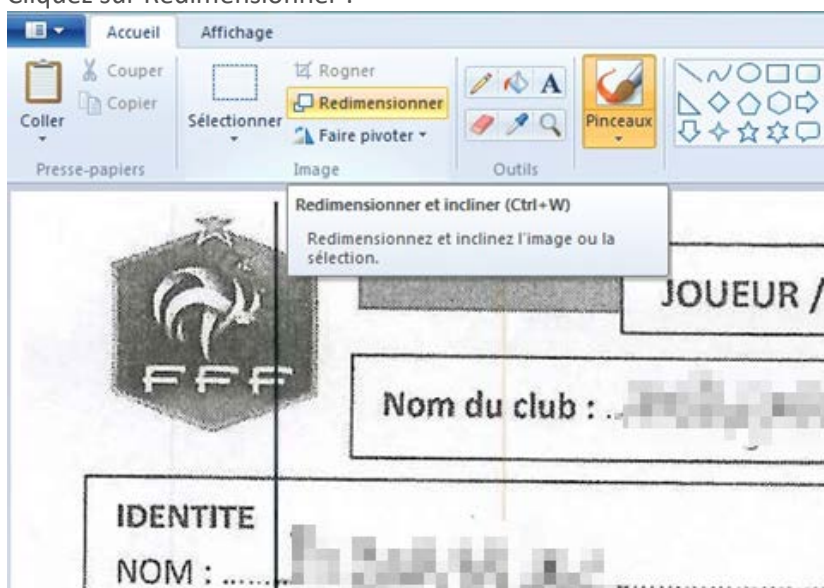 Cliquez sur Redimensionner :
Accueil Affichage
Couper
Copier
Coller
Presse-papiers
Sélectionner
Rogner
Redimensionner
Faire pivoter
Image
A
Outils
Pinceaux
Redimensionner et incliner (Ctrl+W)
Redimensionnez et inclinez l'image ou la
sélection.
FFF
JOUEUR /
Nom du club : ..
IDENTITE
NOM : ......